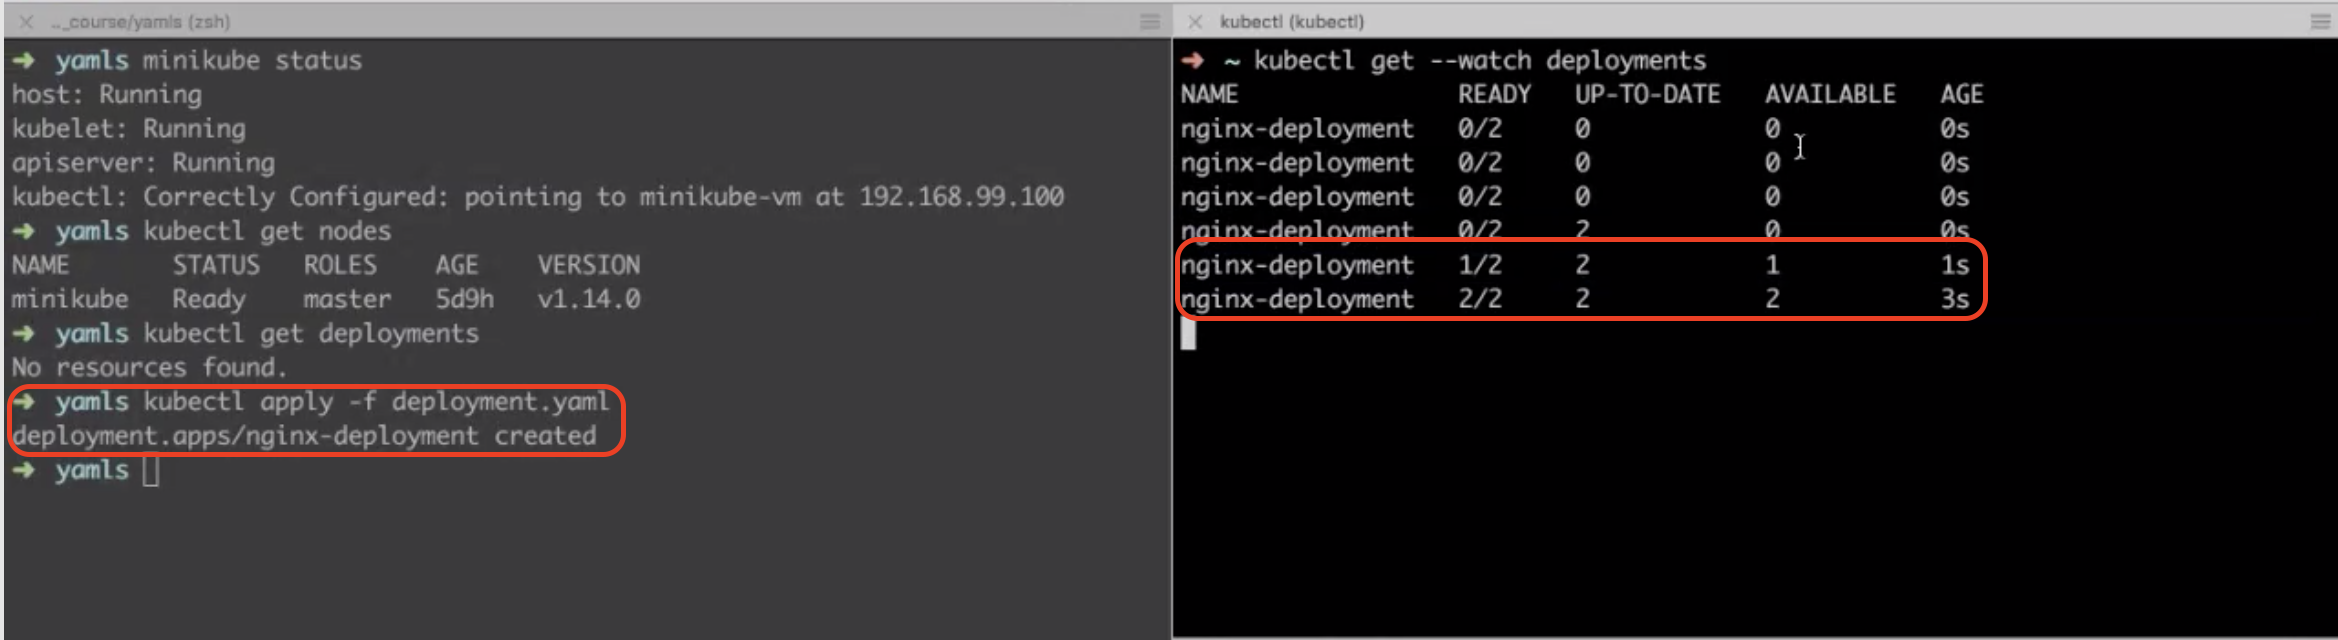 .._course/yamls (zsh)
➜ yamls minikube status
host: Running
kubelet: Running
apiserver: Running
kubectl: Correctly Configured: pointing to minikube-vm at 192.168.99.100
➜ yamls kubectl get nodes
NAME STATUS ROLES AGE VERSION
minikube Ready master 5d9h v1.14.0
➜ yamls kubectl get deployments
No resources found.
➜ yamls kubectl apply -f deployment.yaml
deployment.apps/nginx-deployment created
➜ yamls
kubectl (kubectl)
➜ ~ kubectl get --watch deployments
NAME READY UP-TO-DATE AVAILABLE AGE
nginx-deployment 0/2 0 0 0s
nginx-deployment 0/2 0 0 0s
nginx-deployment 0/2 0 0 0s
nginx-deployment 0/2 2 0 0s
nginx-deployment 1/2 2 1 1s
nginx-deployment 2/2 2 2 3s